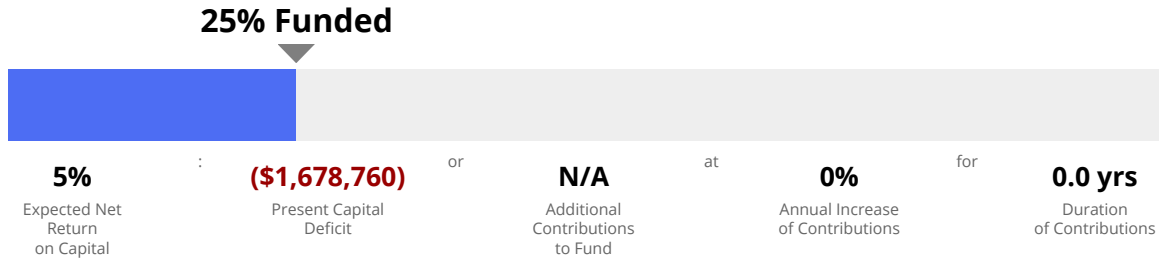 25% Funded
5%
Expected Net
Return
on Capital
:
($1,678,760)
Present Capital
Deficit
or
N/A
Additional
Contributions
to Fund
at
0%
Annual Increase
of Contributions
for
0.0 yrs
Duration
of Contributions